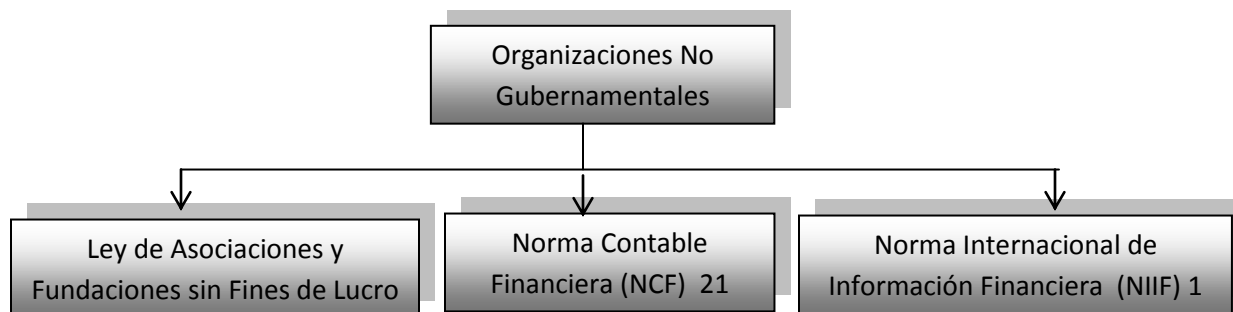 Organizaciones No
Gubernamentales
Ley de Asociaciones y
Fundaciones sin Fines de Lucro
Norma Contable
Financiera (NCF) 21
Norma Internacional de
Información Financiera (NIIF) 1